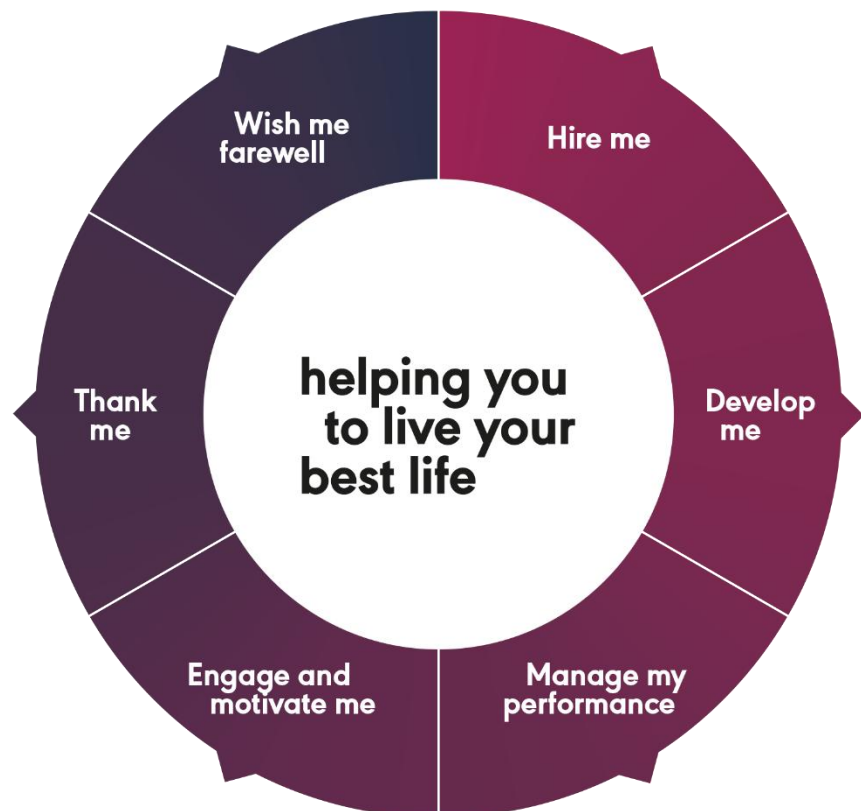 Hire me
Develop
me
Manage my
performance
Engage and
motivate me
Thank
me
Wish me
farewell
helping you
to live your
best life